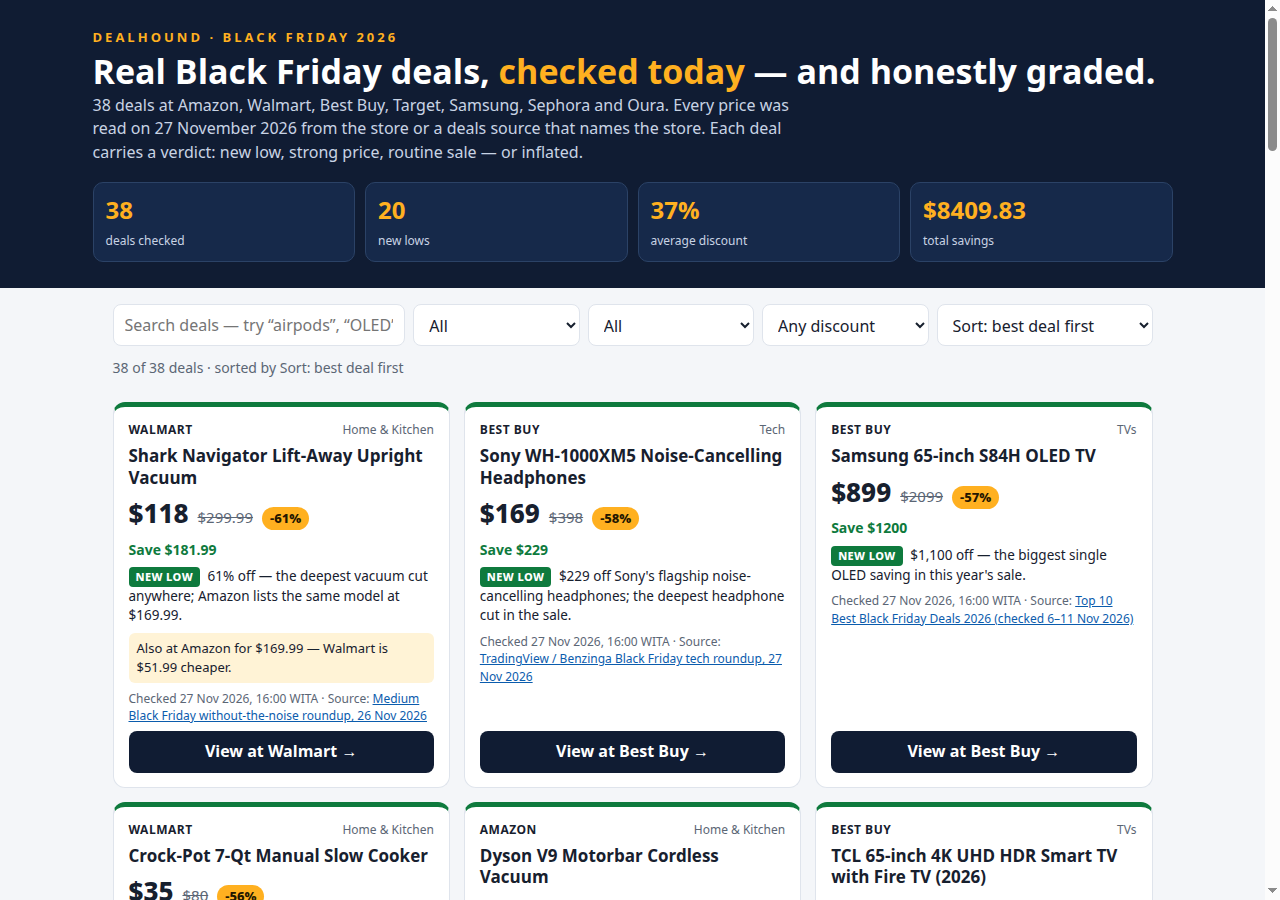 DEALHOUND · BLACK FRIDAY 2026
Real Black Friday deals, checked today — and honestly graded.
38 deals at Amazon, Walmart, Best Buy, Target, Samsung, Sephora and Oura. Every price was
read on 27 November 2026 from the store or a deals source that names the store. Each deal
carries a verdict: new low, strong price, routine sale — or inflated.
38
deals checked
20
new lows
37%
average discount
$8409.83
total savings
Search deals — try “airpods”, “OLED”
All
All
Any discount
Sort: best deal first
38 of 38 deals · sorted by Sort: best deal first
WALMART
Home & Kitchen
Shark Navigator Lift-Away Upright
Vacuum
$118 $299.99 -61%
Save $181.99
NEW LOW 61% off — the deepest vacuum cut
anywhere; Amazon lists the same model at
$169.99.
Also at Amazon for $169.99 — Walmart is
$51.99 cheaper.
Checked 27 Nov 2026, 16:00 WITA · Source: Medium
Black Friday without-the-noise roundup, 26 Nov 2026
View at Walmart →
BEST BUY
Tech
Sony WH-1000XM5 Noise-Cancelling
Headphones
$169 $398 -58%
Save $229
NEW LOW $229 off Sony's flagship noise-
cancelling headphones; the deepest headphone
cut in the sale.
Checked 27 Nov 2026, 16:00 WITA · Source:
TradingView / Benzinga Black Friday tech roundup, 27
Nov 2026
View at Best Buy →
BEST BUY
TVs
Samsung 65-inch S84H OLED TV
$899 $2099 -57%
Save $1200
NEW LOW $1,100 off — the biggest single
OLED saving in this year's sale.
Checked 27 Nov 2026, 16:00 WITA · Source: Top 10
Best Black Friday Deals 2026 (checked 6–11 Nov 2026)
View at Best Buy →
WALMART
Home & Kitchen
Crock-Pot 7-Qt Manual Slow Cooker
$35 $80 -56%
AMAZON
Home & Kitchen
Dyson V9 Motorbar Cordless
Vacuum
BEST BUY
TVs
TCL 65-inch 4K UHD HDR Smart TV
with Fire TV (2026)